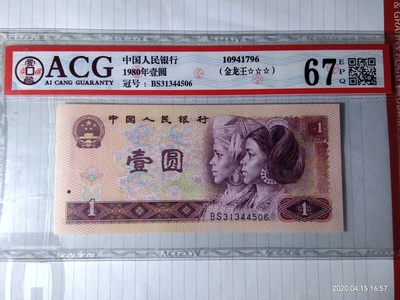 ACG
AI CANG GUARANTY
中国人民银行
1980年壹圆
冠号：BS31344506
10941796
(金龙王☆☆☆)
67
EPQ
中国人民银行
1
壹圆
1
1
BS31344506
2020.04.15 16:57